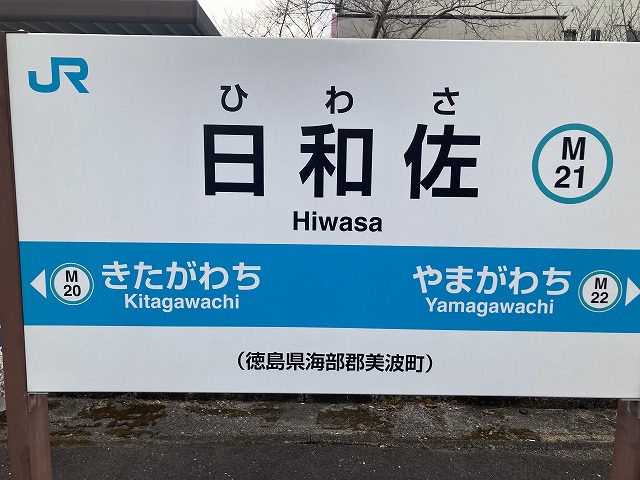 JR
ひわさ
日和佐
Hiwasa
M
21
M
20
きたがわち
Kitagawachi
やまがわち
Yamagawachi
M
22
(徳島県海部郡美波町)